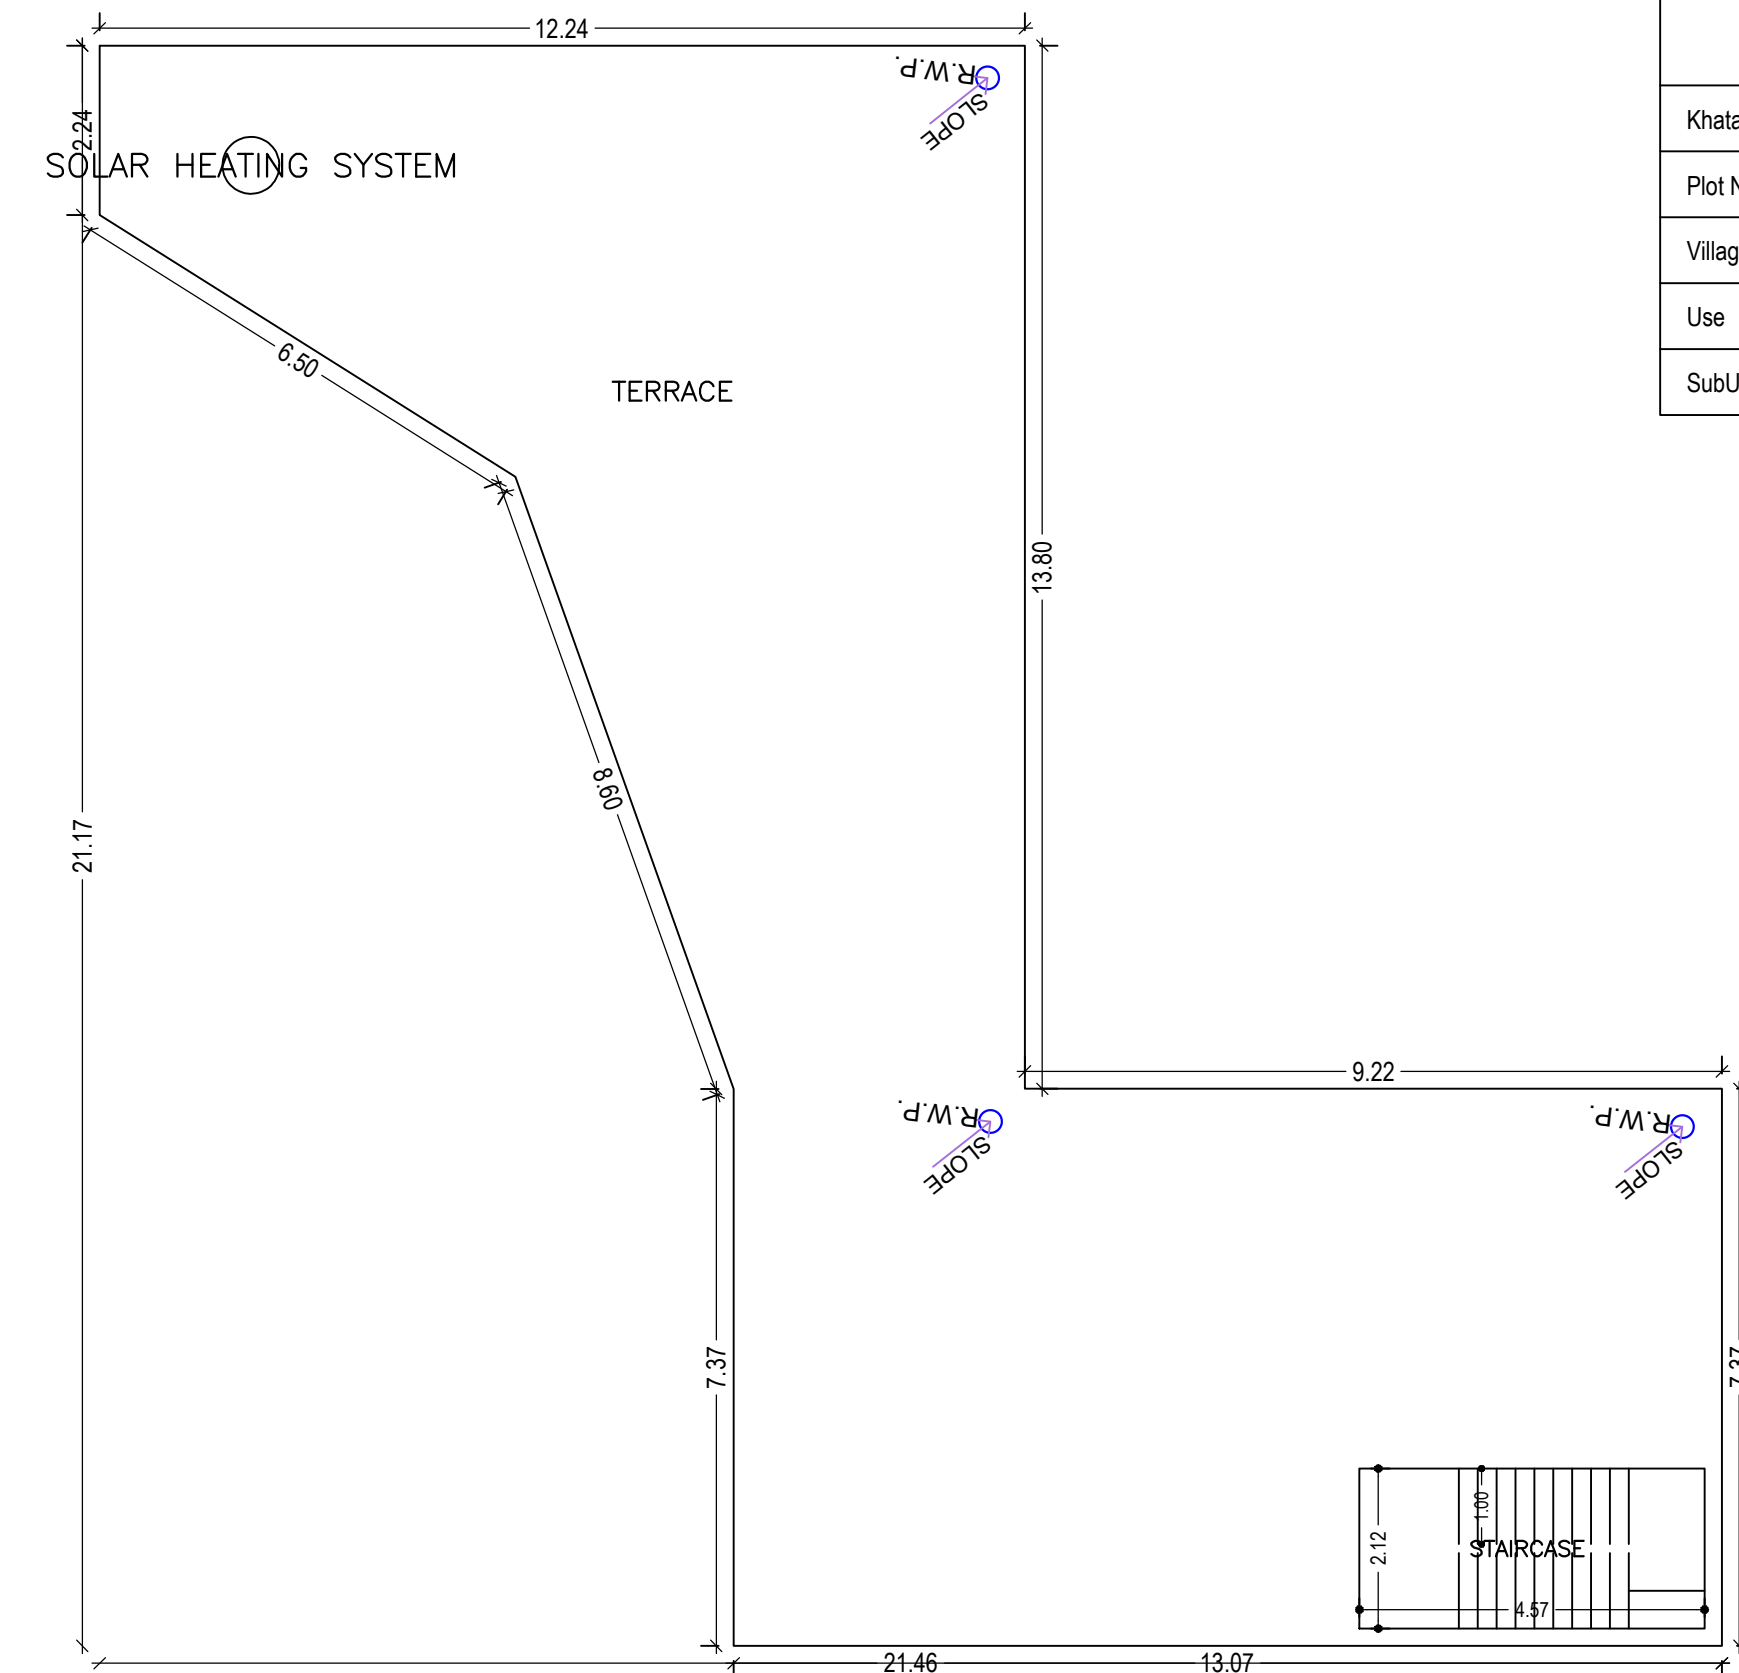 12.24
R.W.P.
SLOPE
2.24
SOLAR HEATING SYSTEM
Khata
Plot N
Villag
Use
SubU
6.50
TERRACE
13.80
8.60
21.17
9.22
R.W.P.
SLOPE
R.W.P.
SLOPE
7.37
7.37
1.00
2.12
STAIRCASE
4.57
21.46
13.07